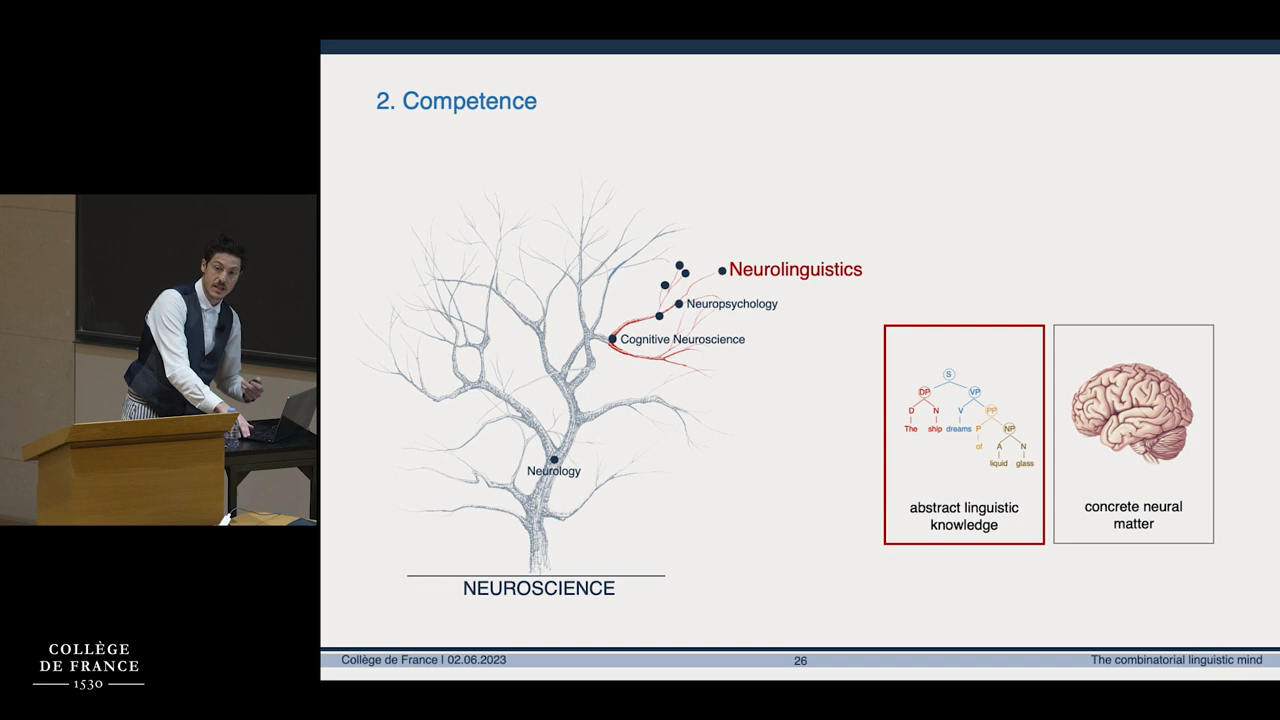 2. Competence
Neurolinguistics
Neuropsychology
Cognitive Neuroscience
Neurology
NEUROSCIENCE
S
DP VP
D N V PP
The ship dreams P NP
of A N
liquid glass
abstract linguistic
knowledge
concrete neural
matter
Collège de France | 02.06.2023
26
The combinatorial linguistic mind
COLLÈGE
DE FRANCE
1530